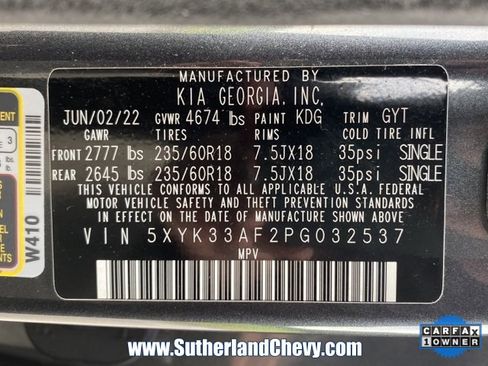 MANUFACTURED BY
KIA GEORGIA, INC.
JUN/02/22 GVWR 4674 lbs PAINT KDG TRIM GYT
GAWR TIRES RIMS COLD TIRE INFL
FRONT 2777 lbs 235/60R18 7.5JX18 35psi SINGLE
REAR 2645 lbs 235/60R18 7.5JX18 35psi SINGLE
THIS VEHICLE CONFORMS TO ALL APPLICABLE U.S.A. FEDERAL
MOTOR VEHICLE SAFETY AND THEFT PREVENTION STANDARDS
IN EFFECT ON THE DATE OF MANUFACTURE SHOWN ABOVE.
VIN 5XYK33AF2PG032537
MPV
W410
3
www.SutherlandChevy.com
CARFAX
1 OWNER